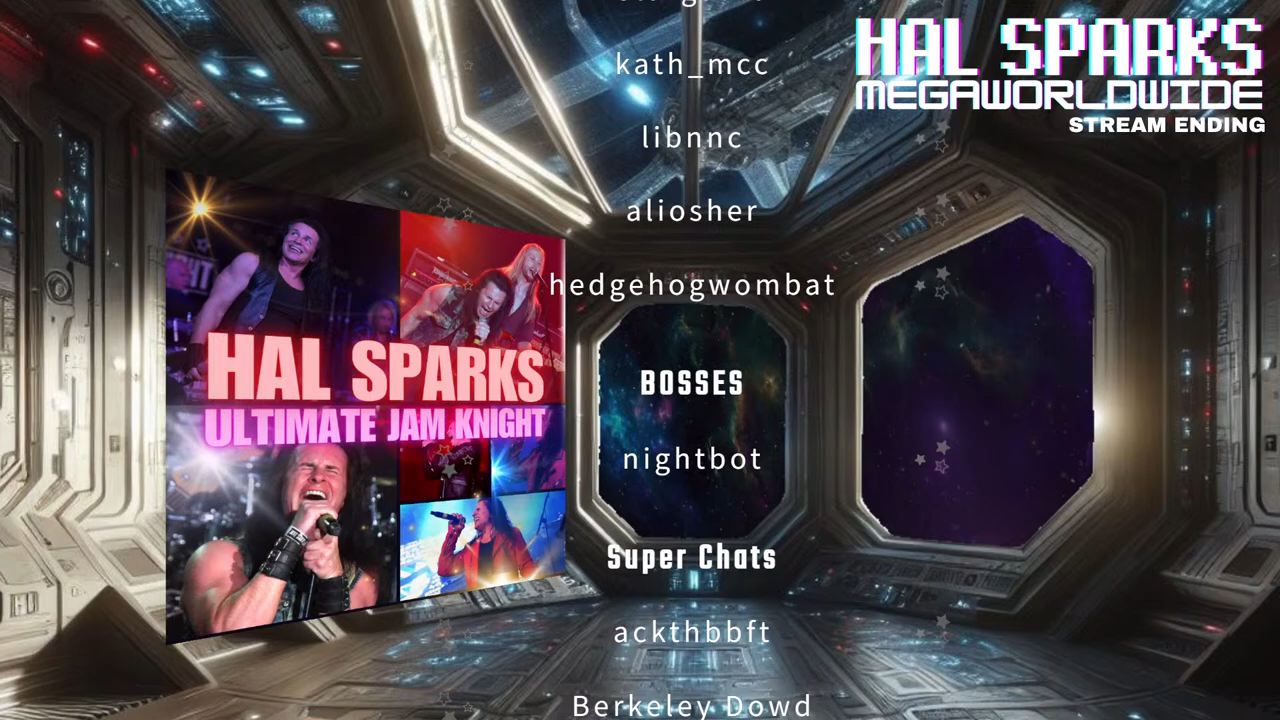 HAL SPARKS
MEGAWORLDWIDE
STREAM ENDING
kath_mcc
libnnc
aliosher
hedgehogwombat
BOSSES
nightbot
Super Chats
ackthbbft
Berkeley Dowd
HAL SPARKS
ULTIMATE JAM KNIGHT